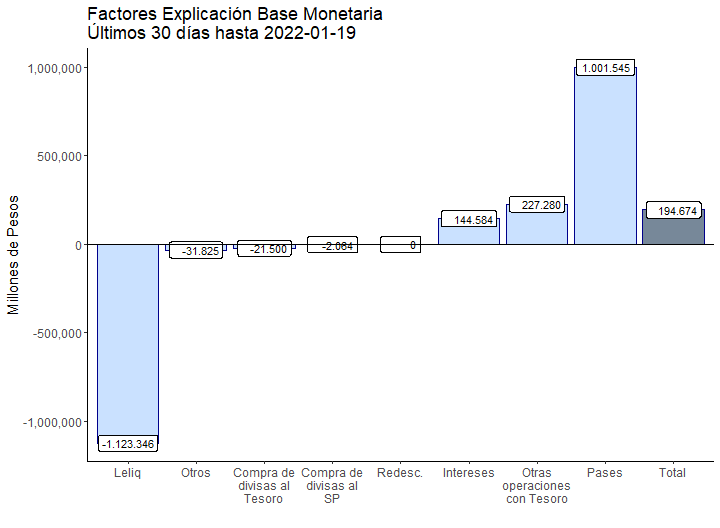 Factores Explicación Base Monetaria
Últimos 30 días hasta 2022-01-19
Millones de Pesos
1,000,000
500,000
0
-500,000
-1,000,000
-1.123.346
-31.825
-21.500
-2.064
0
144.584
227.280
1.001.545
194.674
Leliq
Otros
Compra de
divisas al
Tesoro
Compra de
divisas al
SP
Redesc.
Intereses
Otras
operaciones
con Tesoro
Pases
Total